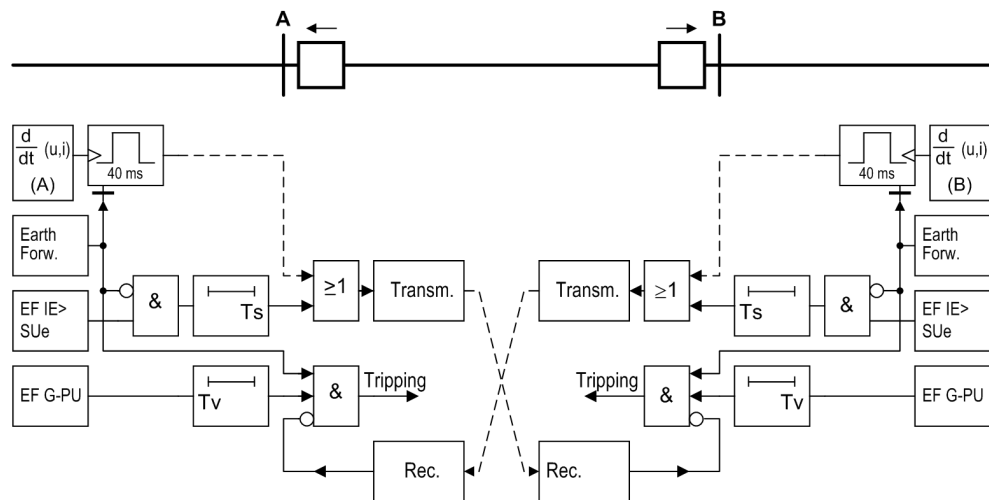 A
B
d
dt (u,i)
(A)
40 ms
40 ms
d
dt (u,i)
(B)
Earth
Forw.
Earth
Forw.
EF IE>
SUe
&
Ts
≥1
Transm.
Transm.
≥1
Ts
&
EF IE>
SUe
EF G-PU
Tv
&
Tripping
Tripping
&
Tv
EF G-PU
Rec.
Rec.